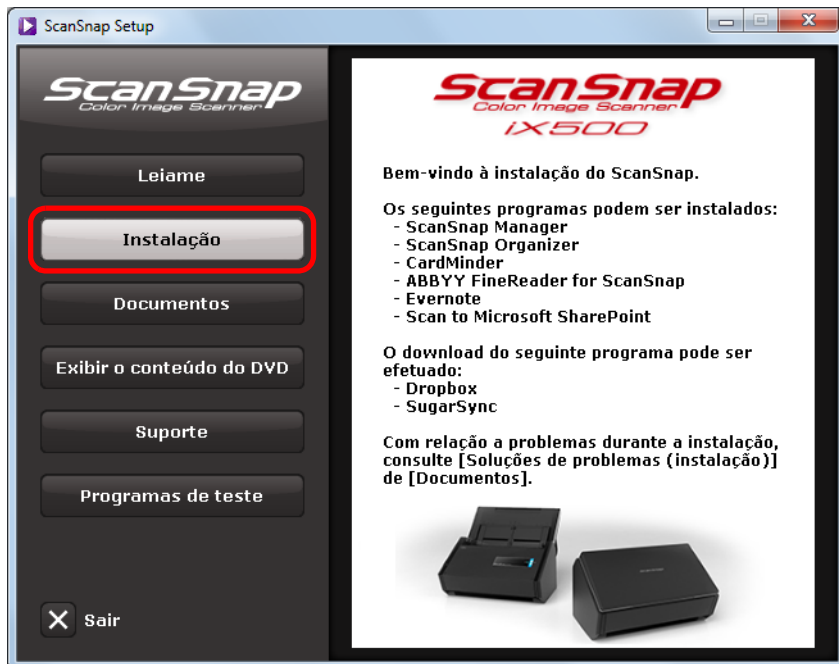 ScanSnap Setup
ScanSnap
Color Image Scanner
Leiame
Instalação
Documentos
Exibir o conteúdo do DVD
Suporte
Programas de teste
Sair
ScanSnap
Color Image Scanner
iX500
Bem-vindo à instalação do ScanSnap.
Os seguintes programas podem ser instalados:
- ScanSnap Manager
- ScanSnap Organizer
- CardMinder
- ABBYY FineReader for ScanSnap
- Evernote
- Scan to Microsoft SharePoint
O download do seguinte programa pode ser
efetuado:
- Dropbox
- SugarSync
Com relação a problemas durante a instalação,
consulte [Soluções de problemas (instalação)]
de [Documentos].